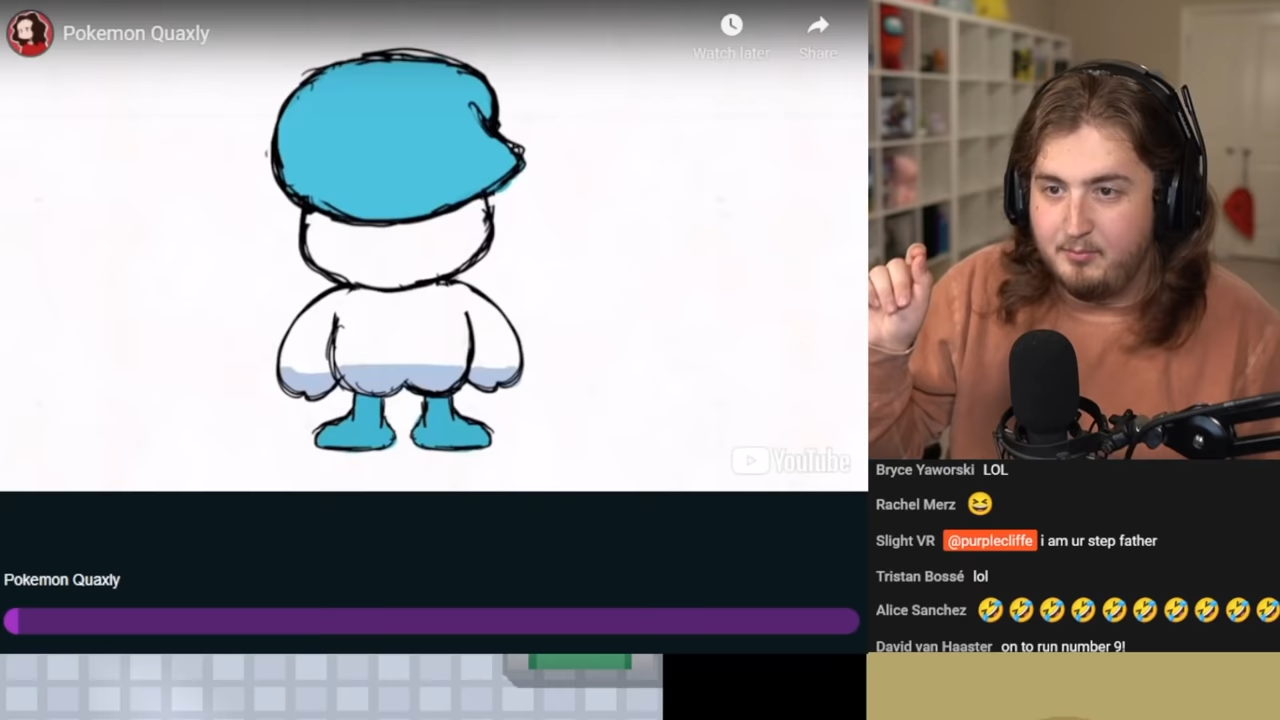 Pokemon Quaxly
Watch later
Share
YouTube
Pokemon Quaxly
Bryce Yaworski LOL
Rachel Merz 😆
Slight VR @purplecliffe i am ur step father
Tristan Bossé lol
Alice Sanchez 🤣🤣🤣🤣🤣🤣🤣🤣🤣🤣
David van Haaster on to run number 9!